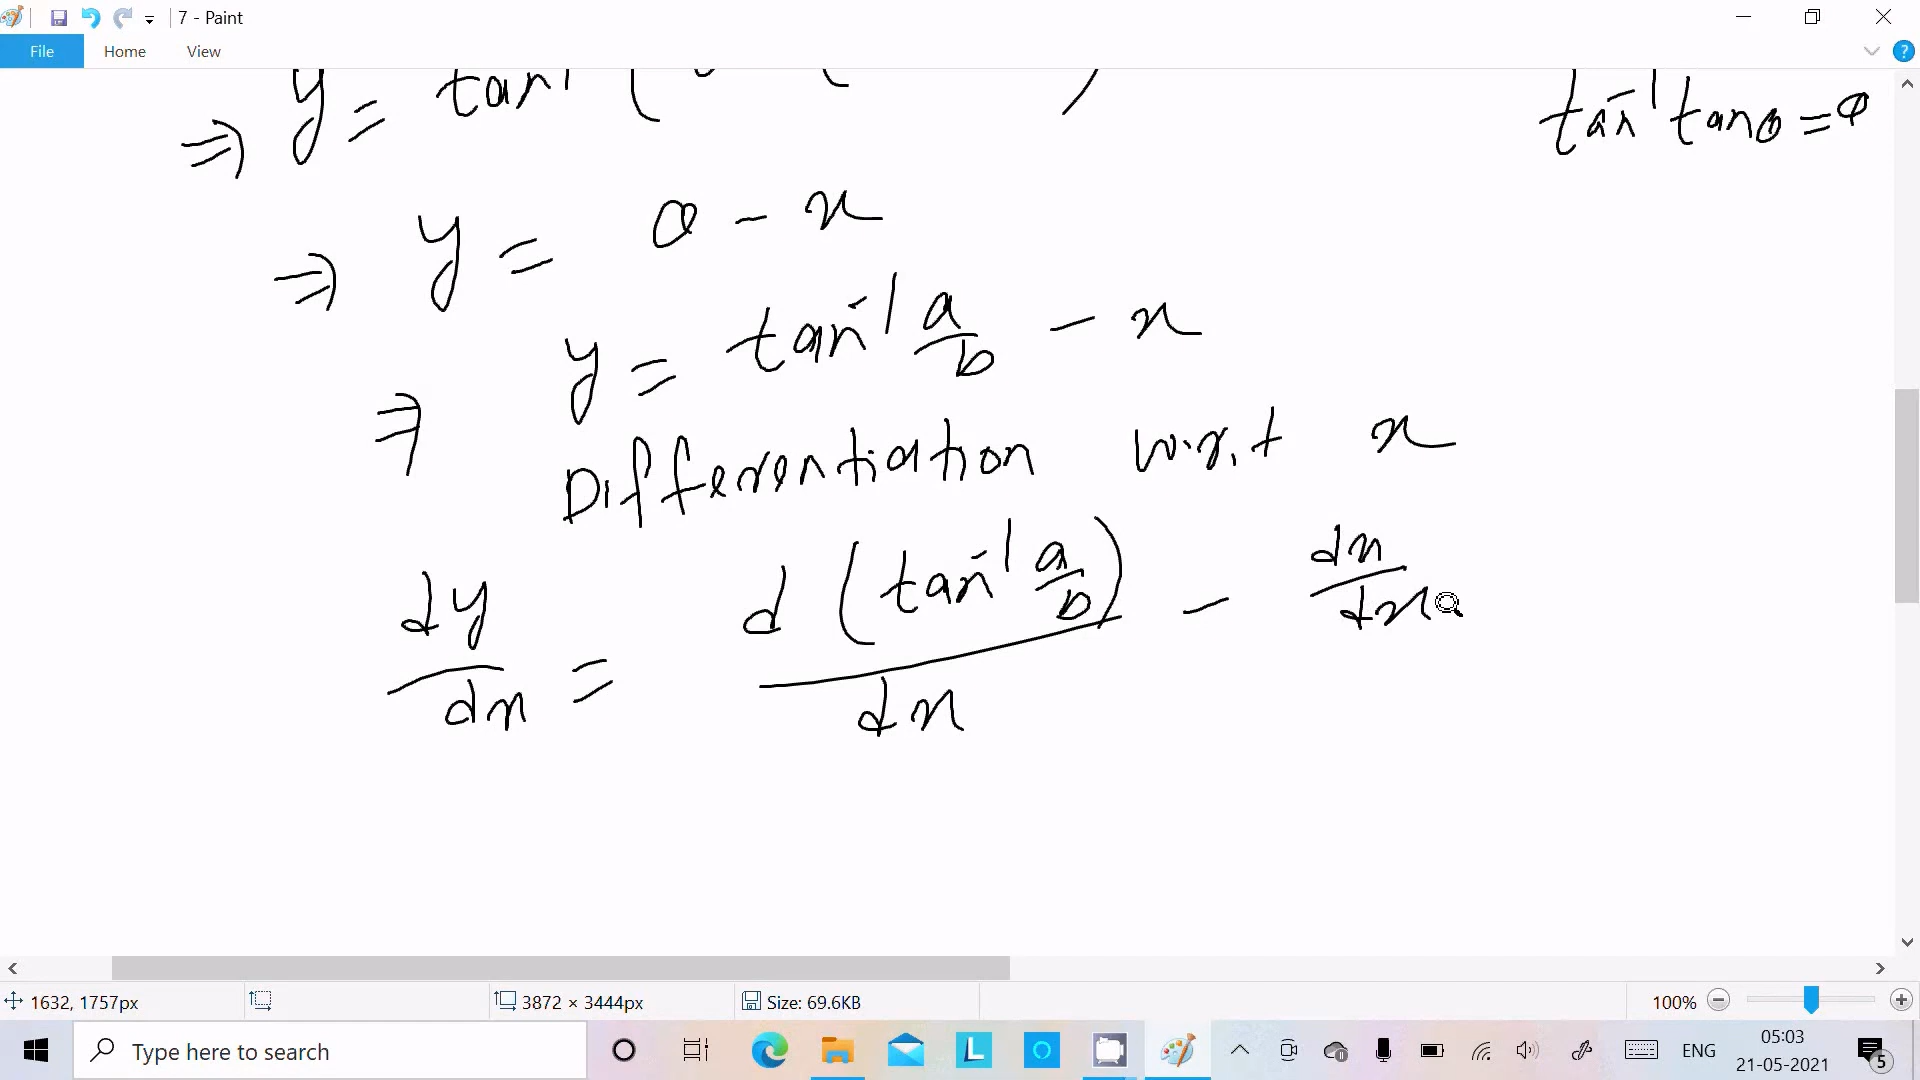 7 - Paint
File Home View
⇒ y = tan⁻¹ (
tan⁻¹ tanθ = θ
⇒ y = θ - x
⇒ y = tan⁻¹ a/b - x
Differentiation w.r.t x
dy/dx = d (tan⁻¹ a/b)/dx - dx/dx
1632, 1757px 3872 × 3444px Size: 69.6KB 100%
Type here to search
ENG
05:03
21-05-2021
5